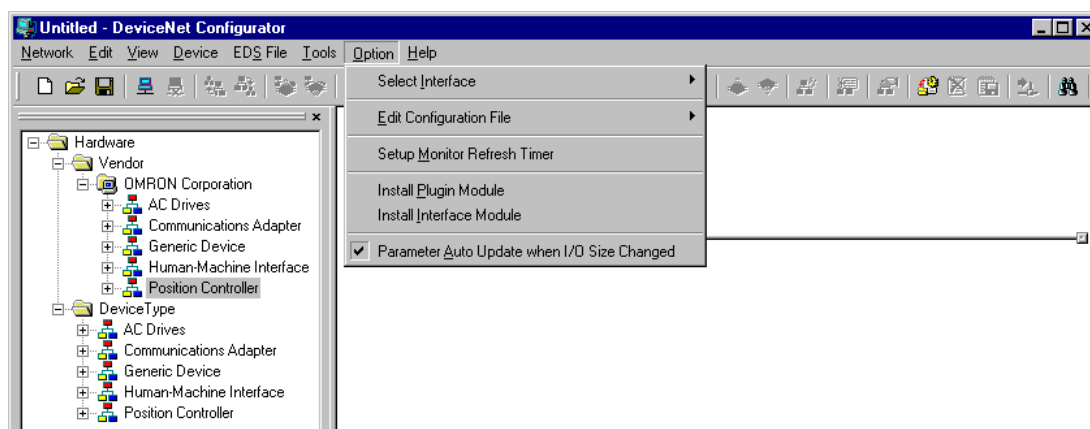 Untitled - DeviceNet Configurator
Network Edit View Device EDS File Tools Option Help
Select Interface
Edit Configuration File
Setup Monitor Refresh Timer
Install Plugin Module
Install Interface Module
Parameter Auto Update when I/O Size Changed
Hardware
Vendor
OMRON Corporation
AC Drives
Communications Adapter
Generic Device
Human-Machine Interface
Position Controller
DeviceType
AC Drives
Communications Adapter
Generic Device
Human-Machine Interface
Position Controller